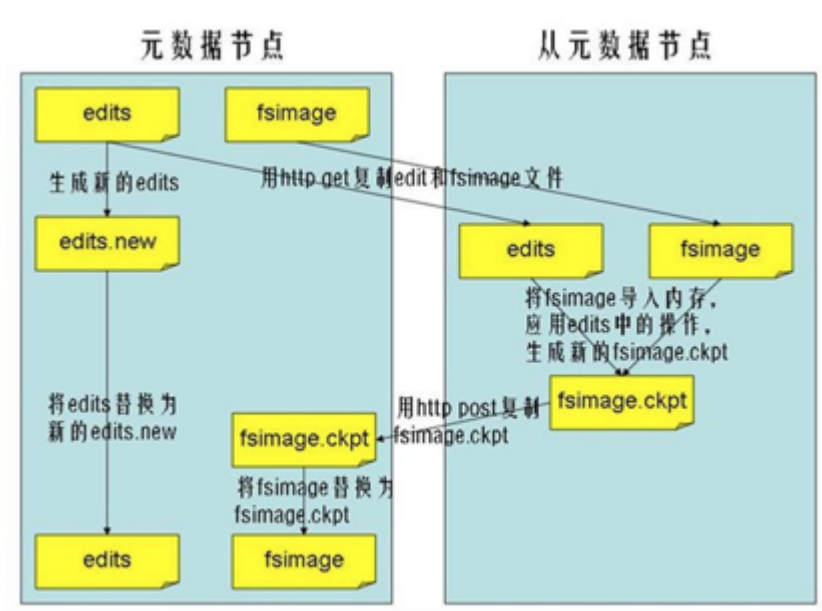 元数据节点
从元数据节点
edits
fsimage
生成新的edits
用http get复制edit和fsimage文件
edits.new
edits
fsimage
将fsimage导入内存，
应用edits中的操作，
生成新的fsimage.ckpt
fsimage.ckpt
将edits替换为
新的edits.new
用http post复制
fsimage.ckpt
fsimage.ckpt
将fsimage替换为
fsimage.ckpt
edits
fsimage